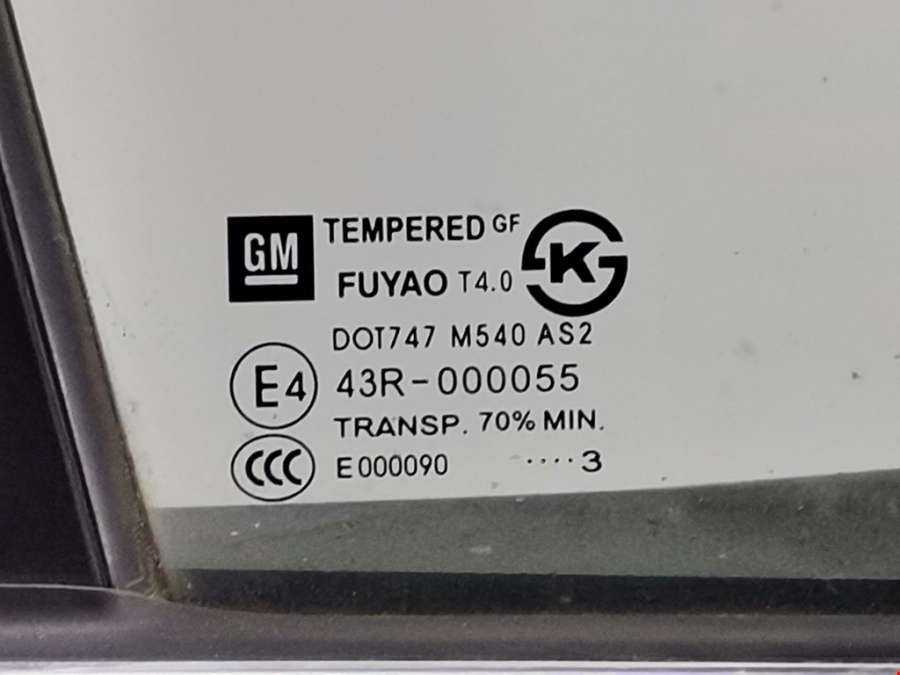 GM TEMPERED GF
FUYAO T4.0
K
DOT747 M540 AS2
E4 43R-000055
TRANSP. 70% MIN.
CCC E000090 ····3